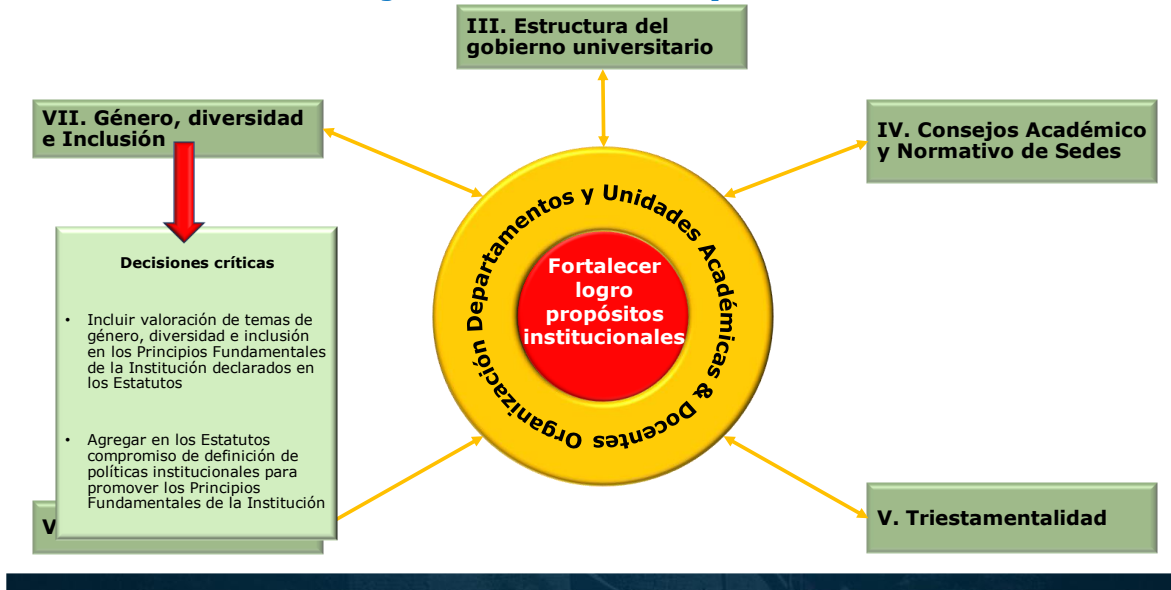 III. Estructura del
gobierno universitario
VII. Género, diversidad
e Inclusión
IV. Consejos Académico
y Normativo de Sedes
Decisiones críticas
• Incluir valoración de temas de
género, diversidad e inclusión
en los Principios Fundamentales
de la Institución declarados en
los Estatutos
• Agregar en los Estatutos
compromiso de definición de
políticas institucionales para
promover los Principios
Fundamentales de la Institución
Organización Departamentos y Unidades Académicas & Docentes
Fortalecer
logro
propósitos
institucionales
V
V. Triestamentalidad